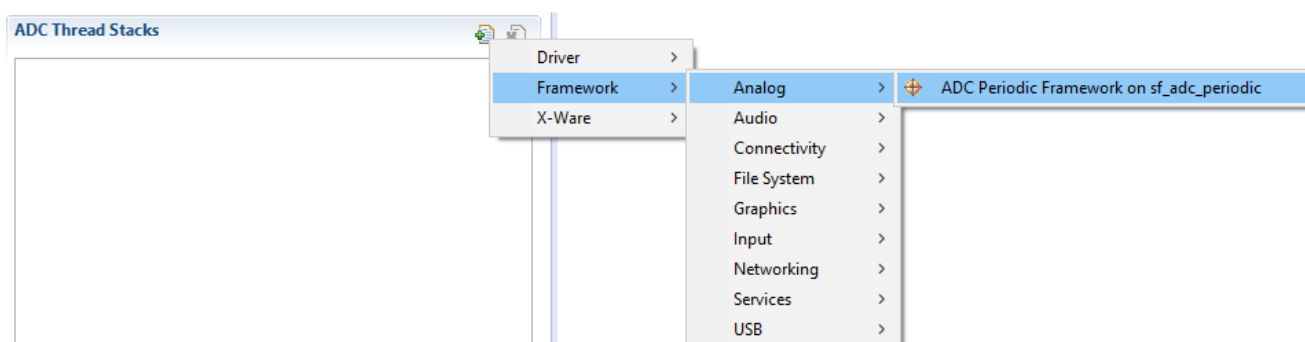 ADC Thread Stacks
Driver
Framework
X-Ware
Analog
Audio
Connectivity
File System
Graphics
Input
Networking
Services
USB
ADC Periodic Framework on sf_adc_periodic